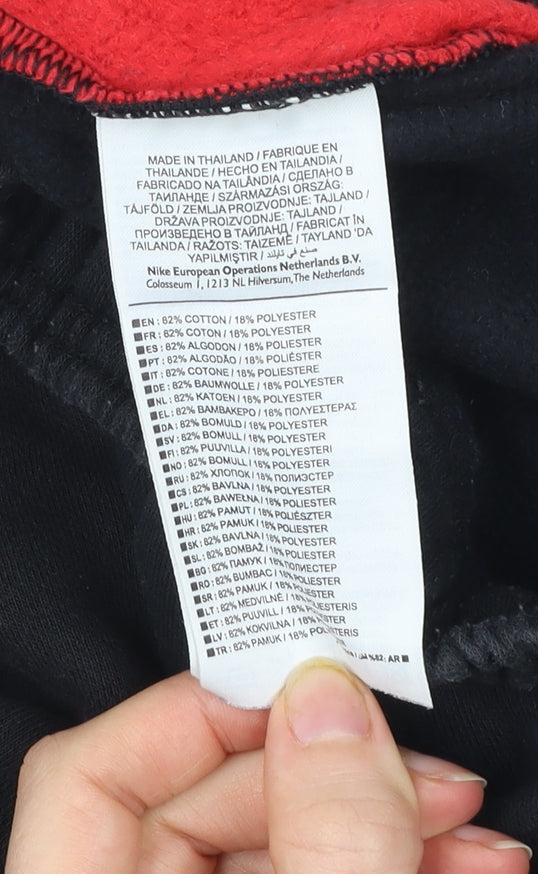 MADE IN THAILAND / FABRIQUE EN
THAILANDE / HECHO EN TAILANDIA /
FABRICADO NA TAILÂNDIA / СДЕЛАНО В
ТАИЛАНДЕ / SZÁRMAZÁSI ORSZÁG:
TÁJFÖLD / ZEMLJA PROIZVODNJE: TAJLAND /
DRŽAVA PROIZVODNJE: TAJLAND /
ПРОИЗВЕДЕНО В ТАЙЛАНД / FABRICAT ÎN
TAILANDA / RAŽOTS: TAIZEME / TAYLAND 'DA
YAPILMIŞTIR / صنع في تايلند
Nike European Operations Netherlands B.V.
Colosseum 1, 1213 NL Hilversum, The Netherlands
EN : 82% COTTON / 18% POLYESTER
FR : 82% COTON / 18% POLYESTER
ES : 82% ALGODON / 18% POLYESTER
PT : 82% ALGODÃO / 18% POLIÉSTER
IT : 82% COTONE / 18% POLIESTERE
DE : 82% BAUMWOLLE / 18% POLYESTER
NL : 82% KATOEN / 18% POLYESTER
EL : 82% ΒΑΜΒΑΚΕΡΟ / 18% ΠΟΛΥΕΣΤΕΡΑΣ
DA : 82% BOMULD / 18% POLYESTER
SV : 82% BOMULL / 18% POLYESTER
FI : 82% PUUVILLA / 18% POLYESTERI
NO : 82% BOMULL / 18% POLYESTER
RU : 82% ХЛОПОК / 18% ПОЛИЭСТЕР
CS : 82% BAVLNA / 18% POLYESTER
PL : 82% BAWEŁNA / 18% POLYESTER
HU : 82% PAMUT / 18% POLIÉSZTER
HR : 82% PAMUK / 18% POLIESTER
SK : 82% BAVLNA / 18% POLYESTER
SL : 82% BOMBAŽ / 18% POLIESTER
BG : 82% ПАМУК / 18% ПОЛИЕСТЕР
RO : 82% BUMBAC / 18% POLIESTER
SR : 82% PAMUK / 18% POLIESTER
LT : 82% MEDVILNĖ / 18% POLIESTERIS
ET : 82% PUUVILL / 18%
LV : 82% KOKVILNA / 18%
TR : 82% PAMUK / 18% POLYESTER
%82 : AR